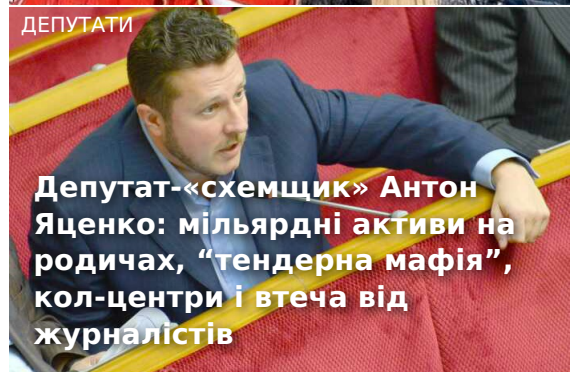 ДЕПУТАТИ
Депутат-«схемщик» Антон
Яценко: мільярдні активи на
родичах, “тендерна мафія”,
кол-центри і втеча від
журналістів